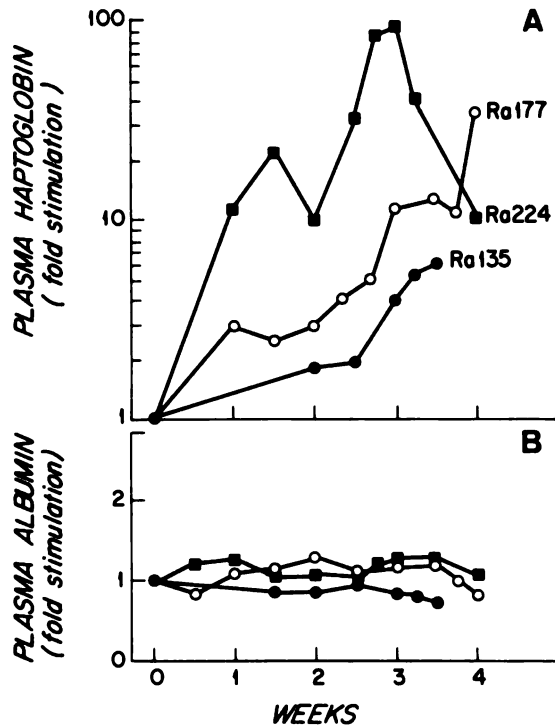 A
PLASMA HAPTOGLOBIN
( fold stimulation )
100
10
1
Ra177
Ra224
Ra135
B
PLASMA ALBUMIN
(fold stimulation)
2
1
0
0 1 2 3 4
WEEKS